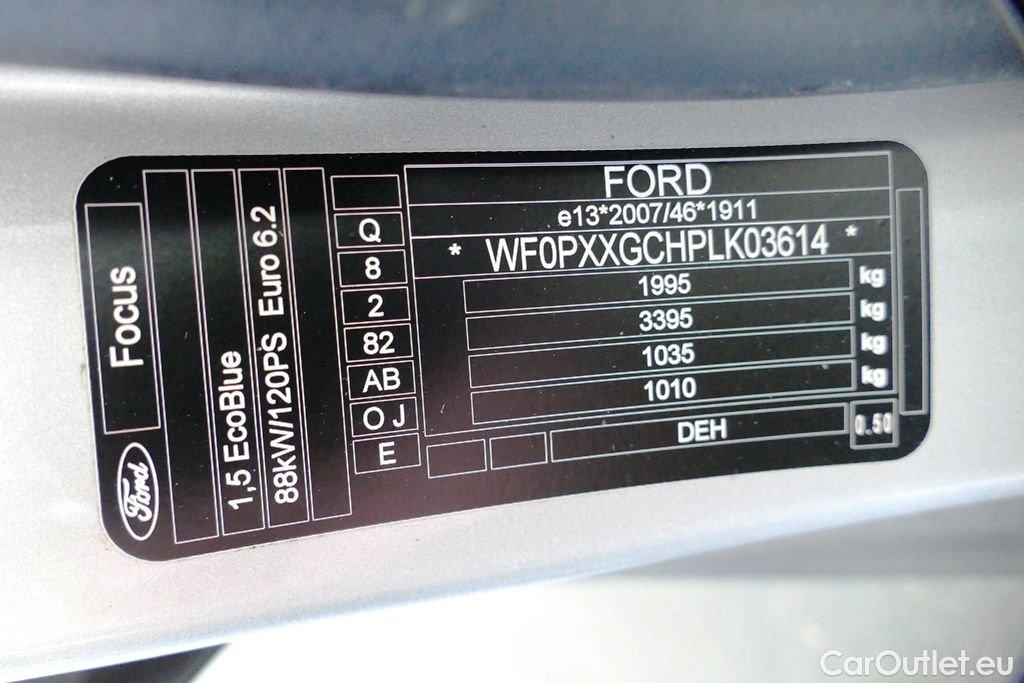 FORD
e13*2007/46*1911
* WF0PXXGCHPLK03614 *
1995 kg
3395 kg
1035 kg
1010 kg
DEH
0.50
Q
8
2
82
AB
O J
E
Focus
Ford
1,5 EcoBlue
88kW/120PS Euro 6.2
CarOutlet.eu